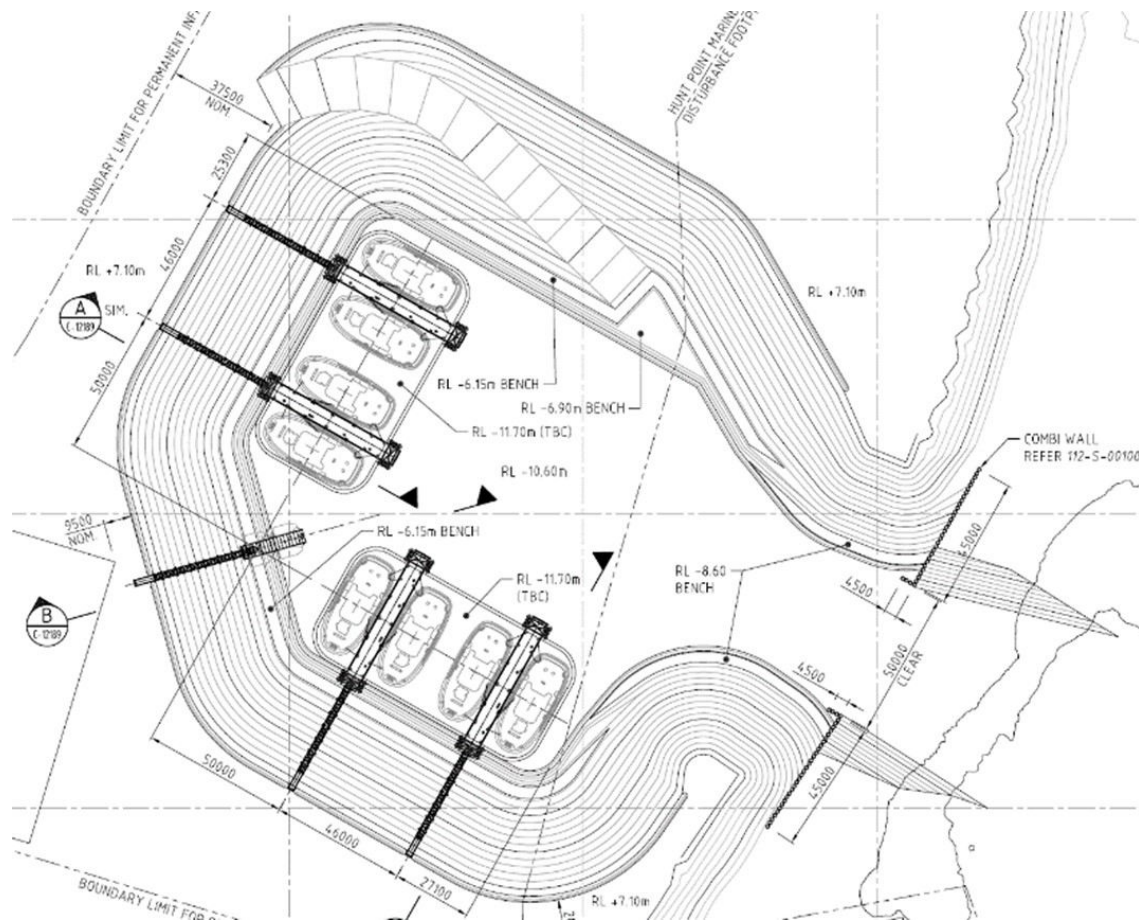 BOUNDARY LIMIT FOR PERMANENT INF
37500
NOM.
25300
46000
RL +7.10m
A
C-12189
SIM.
50000
HUNT POINT MARINE
DISTURBANCE FOOTP
RL +7.10m
RL -6.15m BENCH
RL -6.90m BENCH
RL -11.70m (TBC)
RL -10.60m
COMBI WALL
REFER 112-S-00100
45000
9500
NOM.
RL -6.15m BENCH
RL -11.70m
(TBC)
RL -8.60
BENCH
4500
50000
CLEAR
4500
45000
B
C-12189
50000
46000
27100
RL +7.10m
BOUNDARY LIMIT FOR